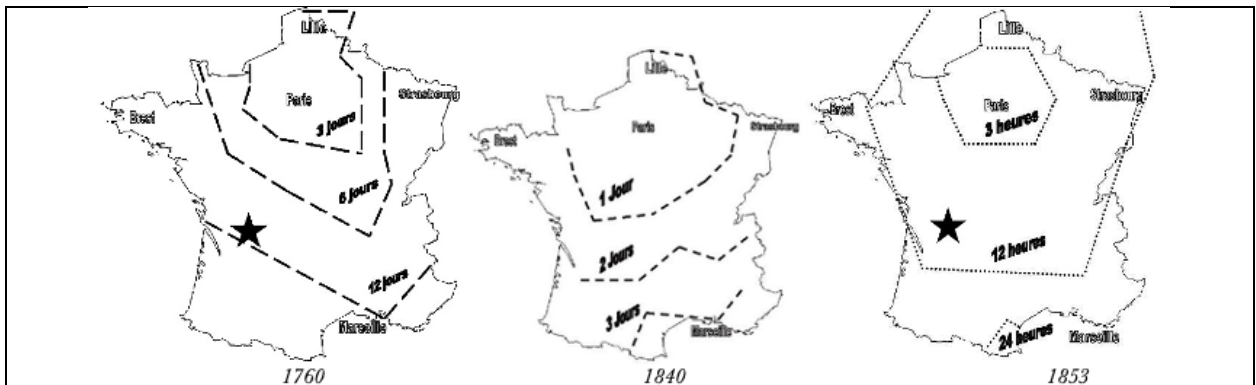 Lille
Paris
Strasbourg
Brest
3 jours
6 jours
12 jours
Marseille
1760
Lille
Paris
Strasbourg
Brest
1 Jour
2 Jours
3 Jours
Marseille
1840
Lille
Paris
Strasbourg
Brest
3 heures
12 heures
24 heures
Marseille
1853